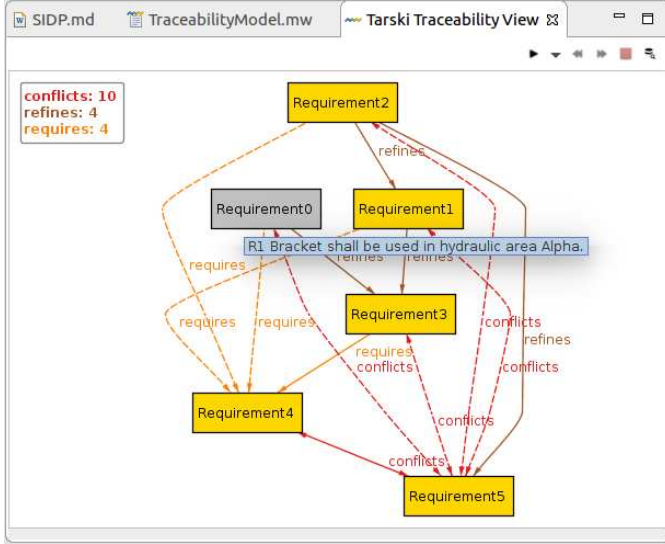 SIDP.md TraceabilityModel.mw Tarski Traceability View
conflicts: 10
refines: 4
requires: 4
Requirement2
refines
Requirement0 Requirement1
R1 Bracket shall be used in hydraulic area Alpha.
requires refines refines
Requirement3
requires requires conflicts
refines
requires
conflicts conflicts
Requirement4
conflicts
conflicts
Requirement5